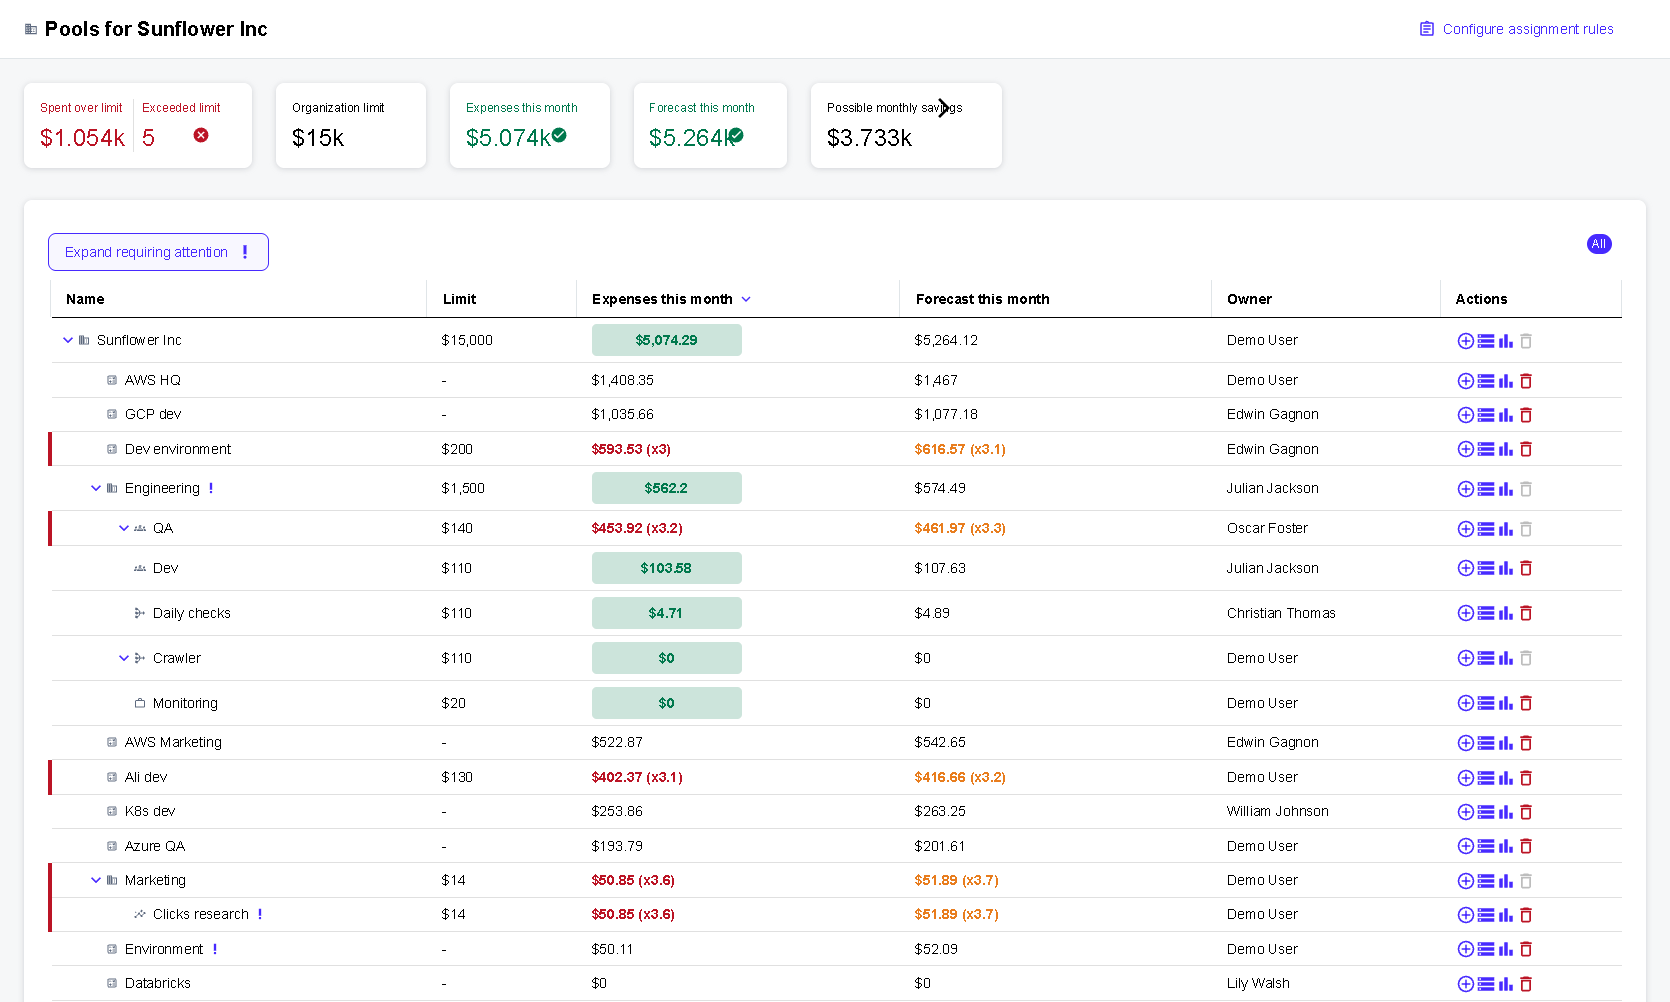 Pools for Sunflower Inc
Configure assignment rules
Spent over limit
$1.054k
Exceeded limit
5
Organization limit
$15k
Expenses this month
$5.074k
Forecast this month
$5.264k
Possible monthly savings
$3.733k
Expand requiring attention !
All
Name Limit Expenses this month Forecast this month Owner Actions
Sunflower Inc $15,000 $5,074.29 $5,264.12 Demo User
AWS HQ - $1,408.35 $1,467 Demo User
GCP dev - $1,035.66 $1,077.18 Edwin Gagnon
Dev environment $200 $593.53 (x3) $616.57 (x3.1) Edwin Gagnon
Engineering ! $1,500 $562.2 $574.49 Julian Jackson
QA $140 $453.92 (x3.2) $461.97 (x3.3) Oscar Foster
Dev $110 $103.58 $107.63 Julian Jackson
Daily checks $110 $4.71 $4.89 Christian Thomas
Crawler $110 $0 $0 Demo User
Monitoring $20 $0 $0 Demo User
AWS Marketing - $522.87 $542.65 Edwin Gagnon
Ali dev $130 $402.37 (x3.1) $416.66 (x3.2) Demo User
K8s dev - $253.86 $263.25 William Johnson
Azure QA - $193.79 $201.61 Demo User
Marketing $14 $50.85 (x3.6) $51.89 (x3.7) Demo User
Clicks research ! $14 $50.85 (x3.6) $51.89 (x3.7) Demo User
Environment ! - $50.11 $52.09 Demo User
Databricks - $0 $0 Lily Walsh